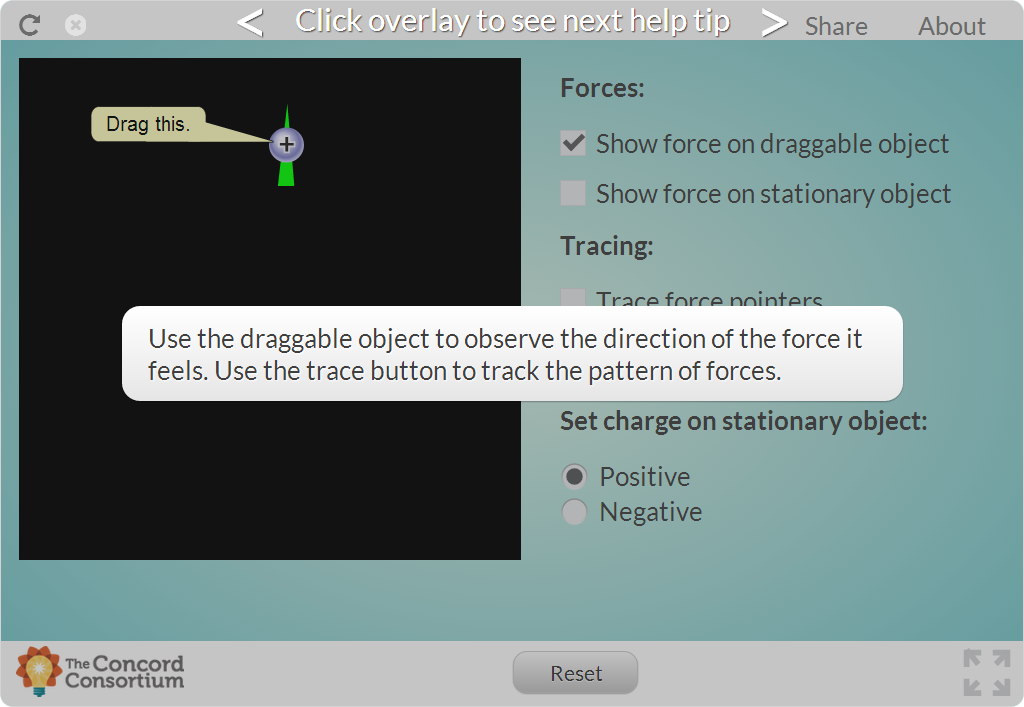 < Click overlay to see next help tip > Share About
Drag this.
+
Forces:
Show force on draggable object
Show force on stationary object
Tracing:
Trace force pointers
Use the draggable object to observe the direction of the force it
feels. Use the trace button to track the pattern of forces.
Set charge on stationary object:
Positive
Negative
The Concord
Consortium
Reset